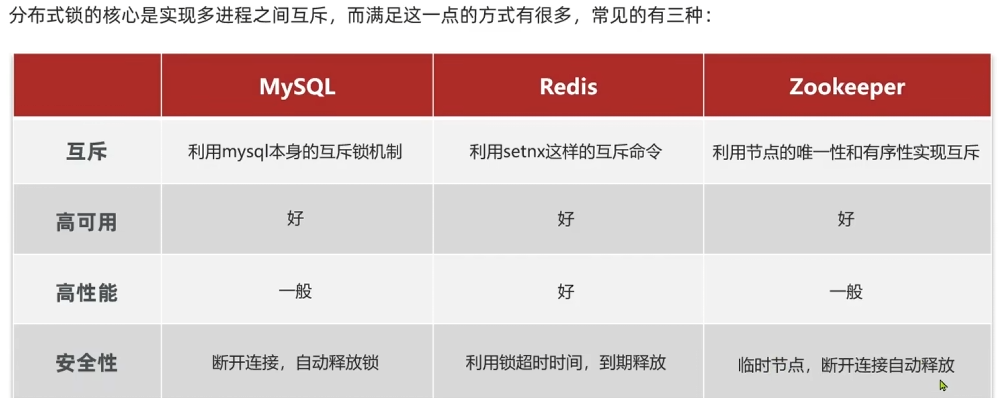 分布式锁的核心是实现多进程之间互斥，而满足这一点的方式有很多，常见的有三种：
MySQL Redis Zookeeper
互斥 利用mysql本身的互斥锁机制 利用setnx这样的互斥命令 利用节点的唯一性和有序性实现互斥
高可用 好 好 好
高性能 一般 好 一般
安全性 断开连接，自动释放锁 利用锁超时时间，到期释放 临时节点，断开连接自动释放